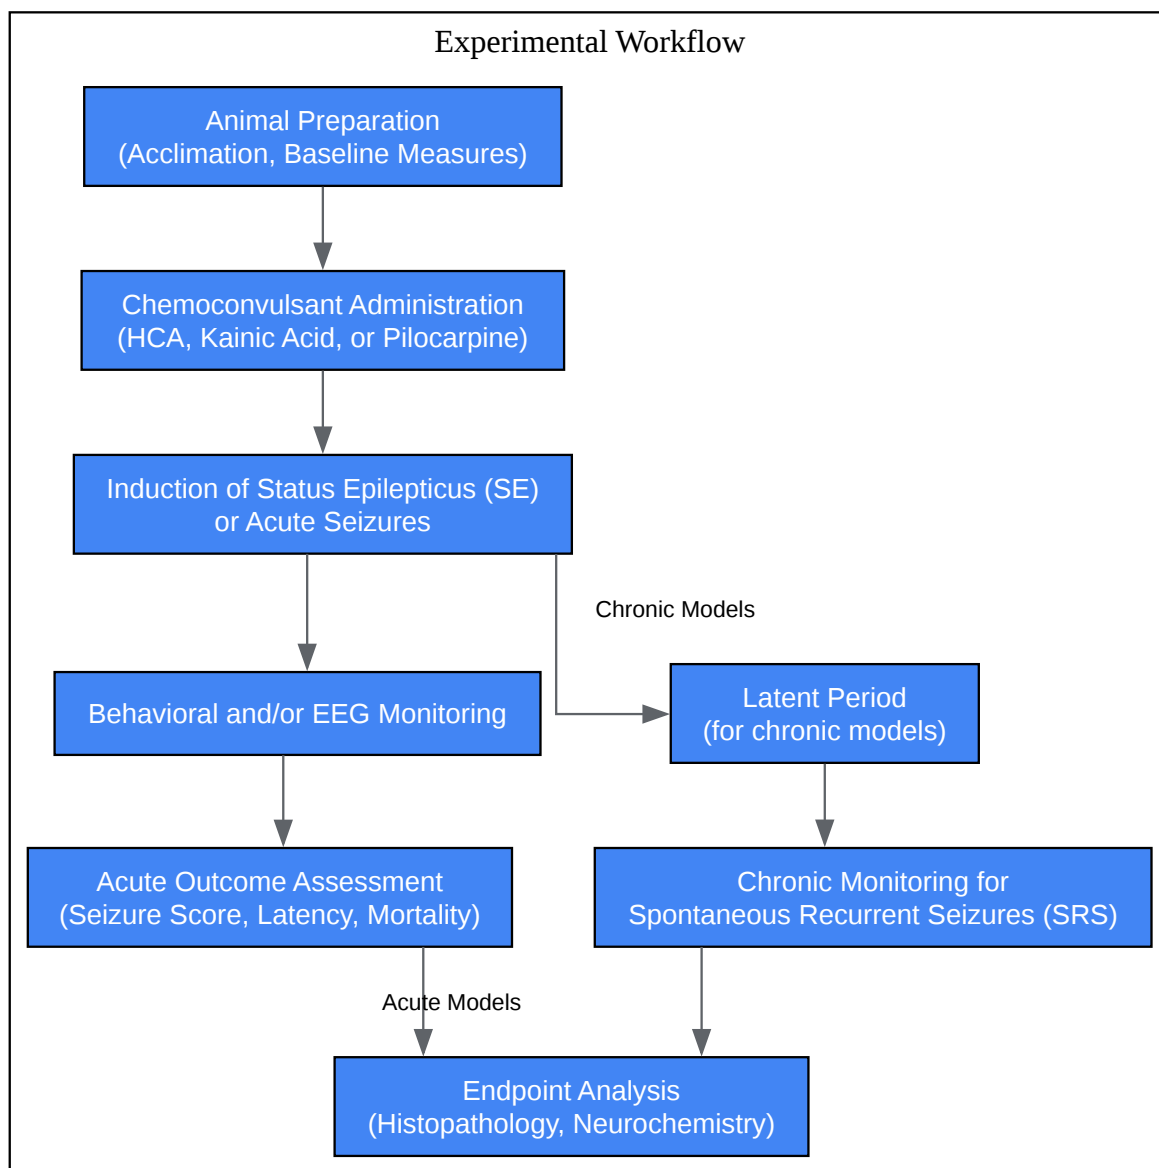 Experimental Workflow
Animal Preparation
(Acclimation, Baseline Measures)
Chemoconvulsant Administration
(HCA, Kainic Acid, or Pilocarpine)
Induction of Status Epilepticus (SE)
or Acute Seizures
Chronic Models
Behavioral and/or EEG Monitoring
Latent Period
(for chronic models)
Acute Outcome Assessment
(Seizure Score, Latency, Mortality)
Chronic Monitoring for
Spontaneous Recurrent Seizures (SRS)
Acute Models
Endpoint Analysis
(Histopathology, Neurochemistry)